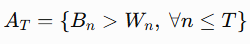 A_T = {B_n > W_n, ∀n ≤ T}